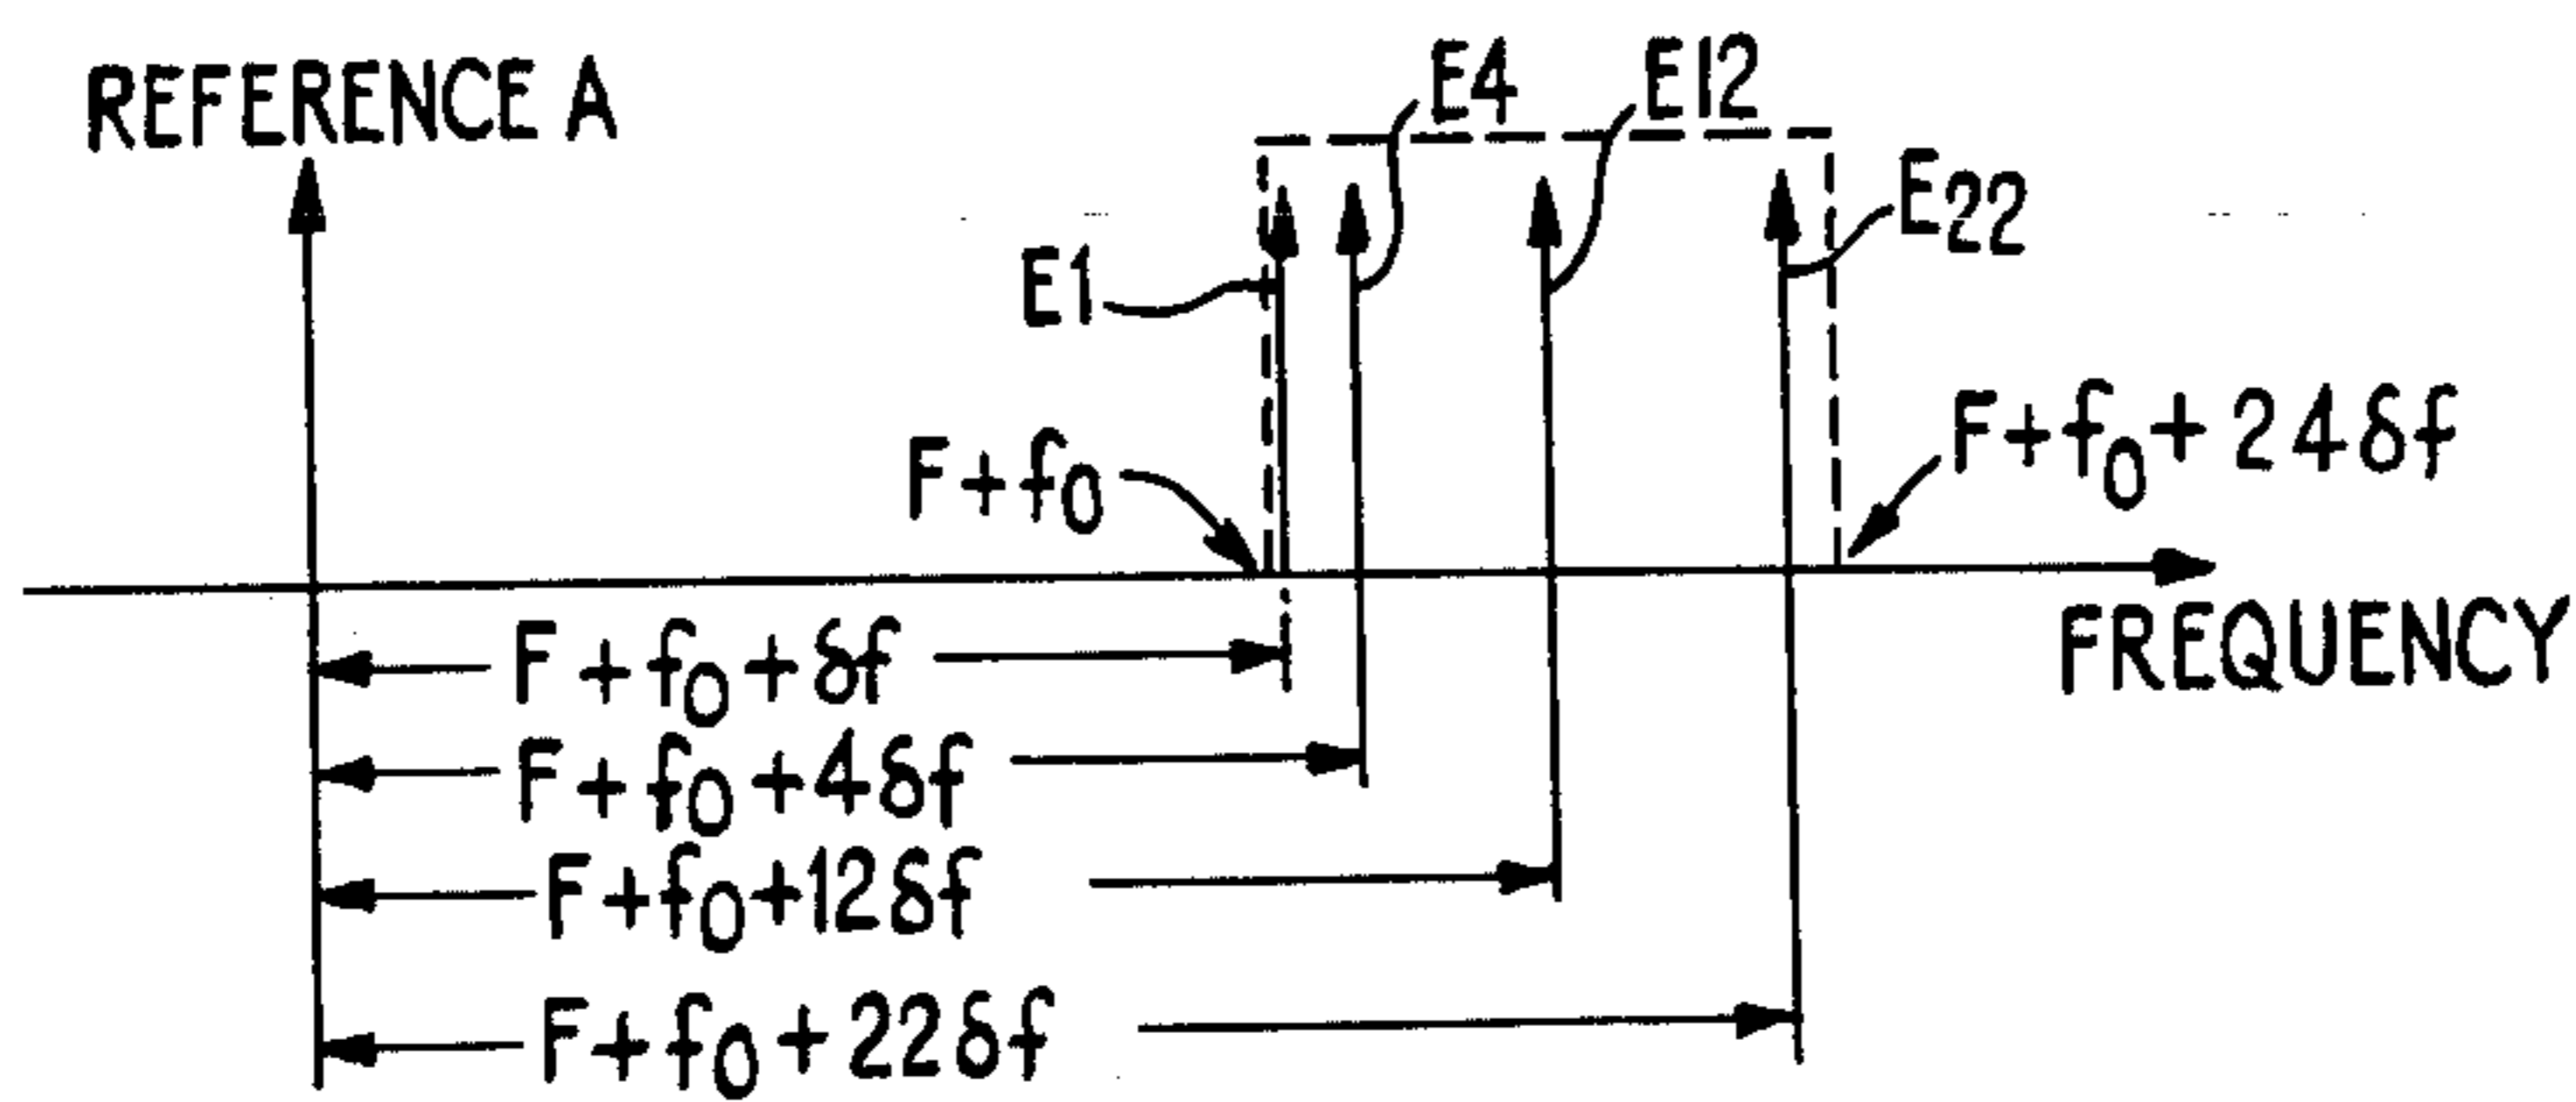 REFERENCE A
E4
E12
E22
E1
F+f0
F+f0+24δf
FREQUENCY
F+f0+δf
F+f0+4δf
F+f0+12δf
F+f0+22δf